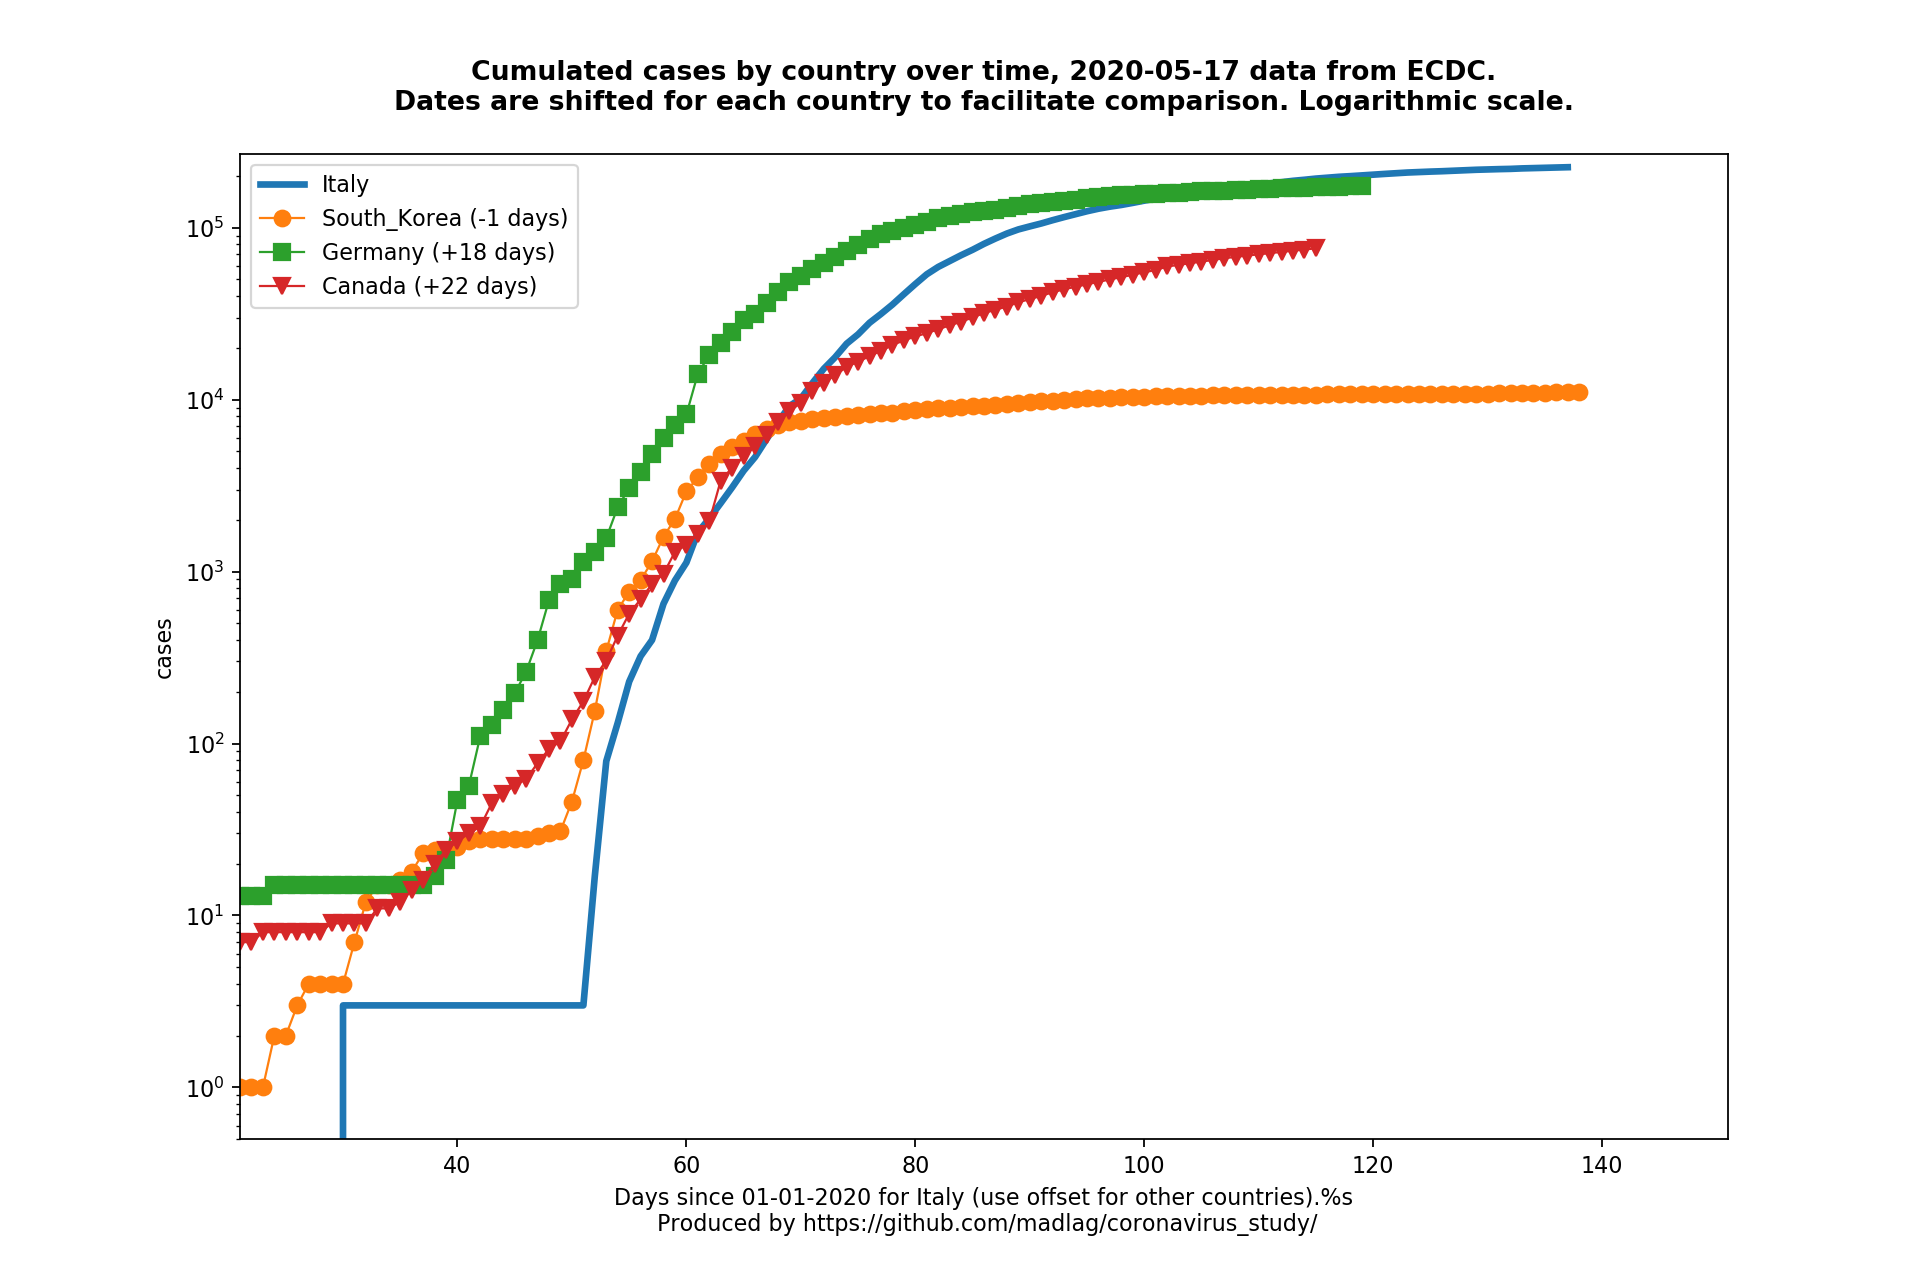 Cumulated cases by country over time, 2020-05-17 data from ECDC.
Dates are shifted for each country to facilitate comparison. Logarithmic scale.
Italy
South_Korea (-1 days)
Germany (+18 days)
Canada (+22 days)
10^5
10^4
10^3
10^2
10^1
10^0
cases
40 60 80 100 120 140
Days since 01-01-2020 for Italy (use offset for other countries).%s
Produced by https://github.com/madlag/coronavirus_study/